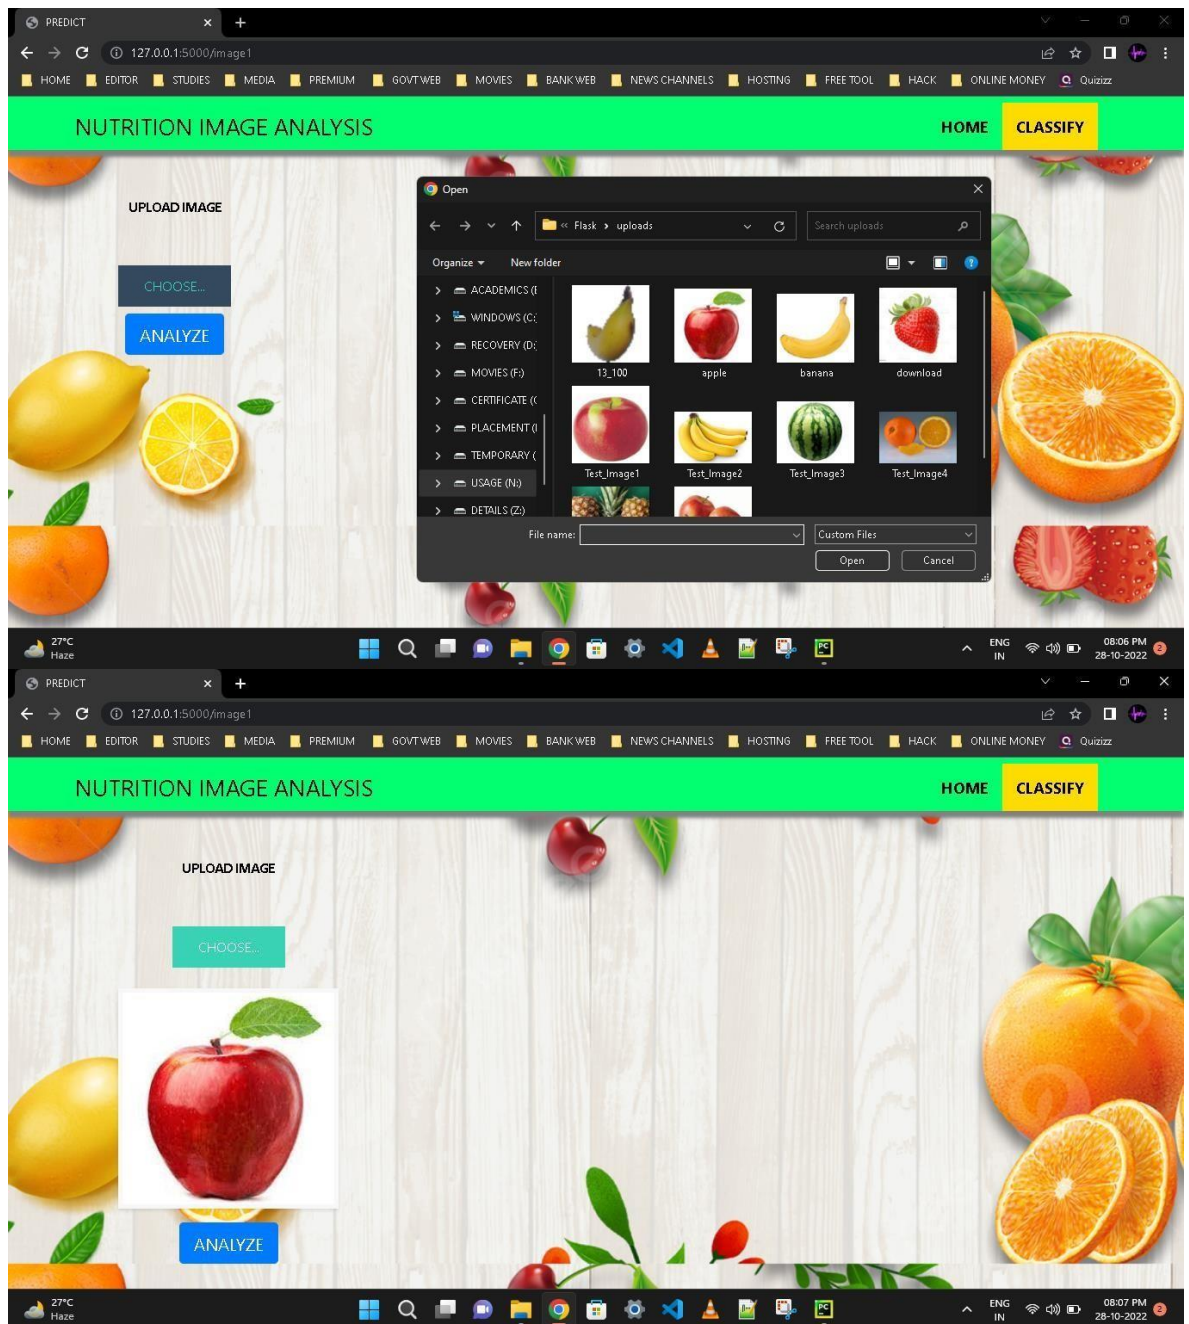 PREDICT
127.0.0.1:5000/image1
HOME EDITOR STUDIES MEDIA PREMIUM GOVT WEB MOVIES BANK WEB NEWS CHANNELS HOSTING FREE TOOL HACK ONLINE MONEY Quizizz
NUTRITION IMAGE ANALYSIS HOME CLASSIFY
UPLOAD IMAGE
CHOOSE...
ANALYZE
Open
« Flask › uploads Search uploads
Organize New folder
ACADEMICS (E
WINDOWS (C:)
RECOVERY (D:)
MOVIES (F:)
CERTIFICATE (
PLACEMENT (
TEMPORARY (
USAGE (N:)
DETAILS (Z:)
13_100 apple banana download
Test_Image1 Test_Image2 Test_Image3 Test_Image4
File name: Custom Files
Open Cancel
27°C
Haze
ENG
IN
08:06 PM
28-10-2022
2
PREDICT
127.0.0.1:5000/image1
HOME EDITOR STUDIES MEDIA PREMIUM GOVT WEB MOVIES BANK WEB NEWS CHANNELS HOSTING FREE TOOL HACK ONLINE MONEY Quizizz
NUTRITION IMAGE ANALYSIS HOME CLASSIFY
UPLOAD IMAGE
CHOOSE...
ANALYZE
27°C
Haze
ENG
IN
08:07 PM
28-10-2022
2